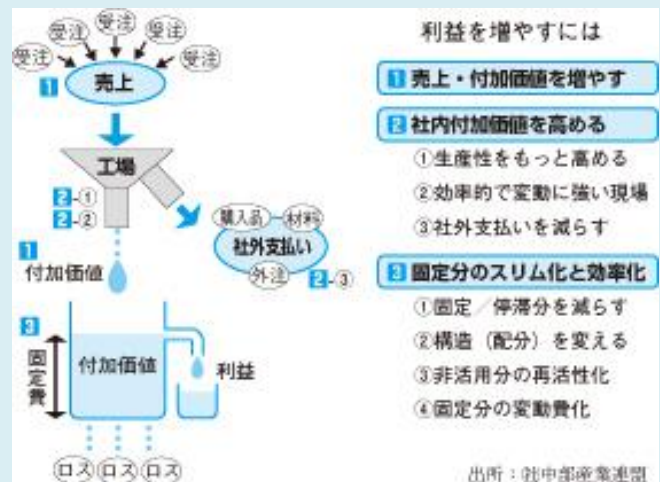 受注 受注 受注 受注 受注
1 売上
工場
2-①
2-②
購入品 材料
社外支払い
外注 2-③
1
付加価値
3
固定費
付加価値
利益
ロス ロス ロス
利益を増やすには
1 売上・付加価値を増やす
2 社内付加価値を高める
①生産性をもっと高める
②効率的で変動に強い現場
③社外支払いを減らす
3 固定分のスリム化と効率化
①固定／停滞分を減らす
②構造（配分）を変える
③非活用分の再活性化
④固定分の変動費化
出所：㈳中部産業連盟